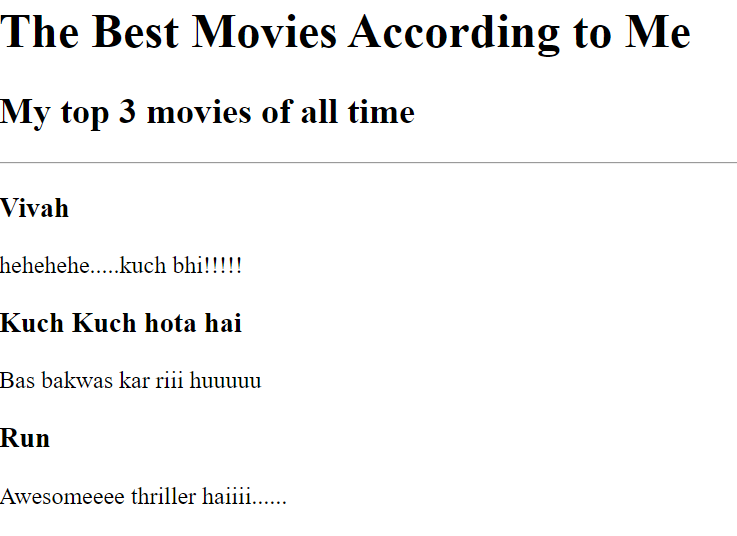 The Best Movies According to Me
My top 3 movies of all time
Vivah
hehehehe.....kuch bhi!!!!!
Kuch Kuch hota hai
Bas bakwas kar riii huuuuu
Run
Awesomeeee thriller haiiii......